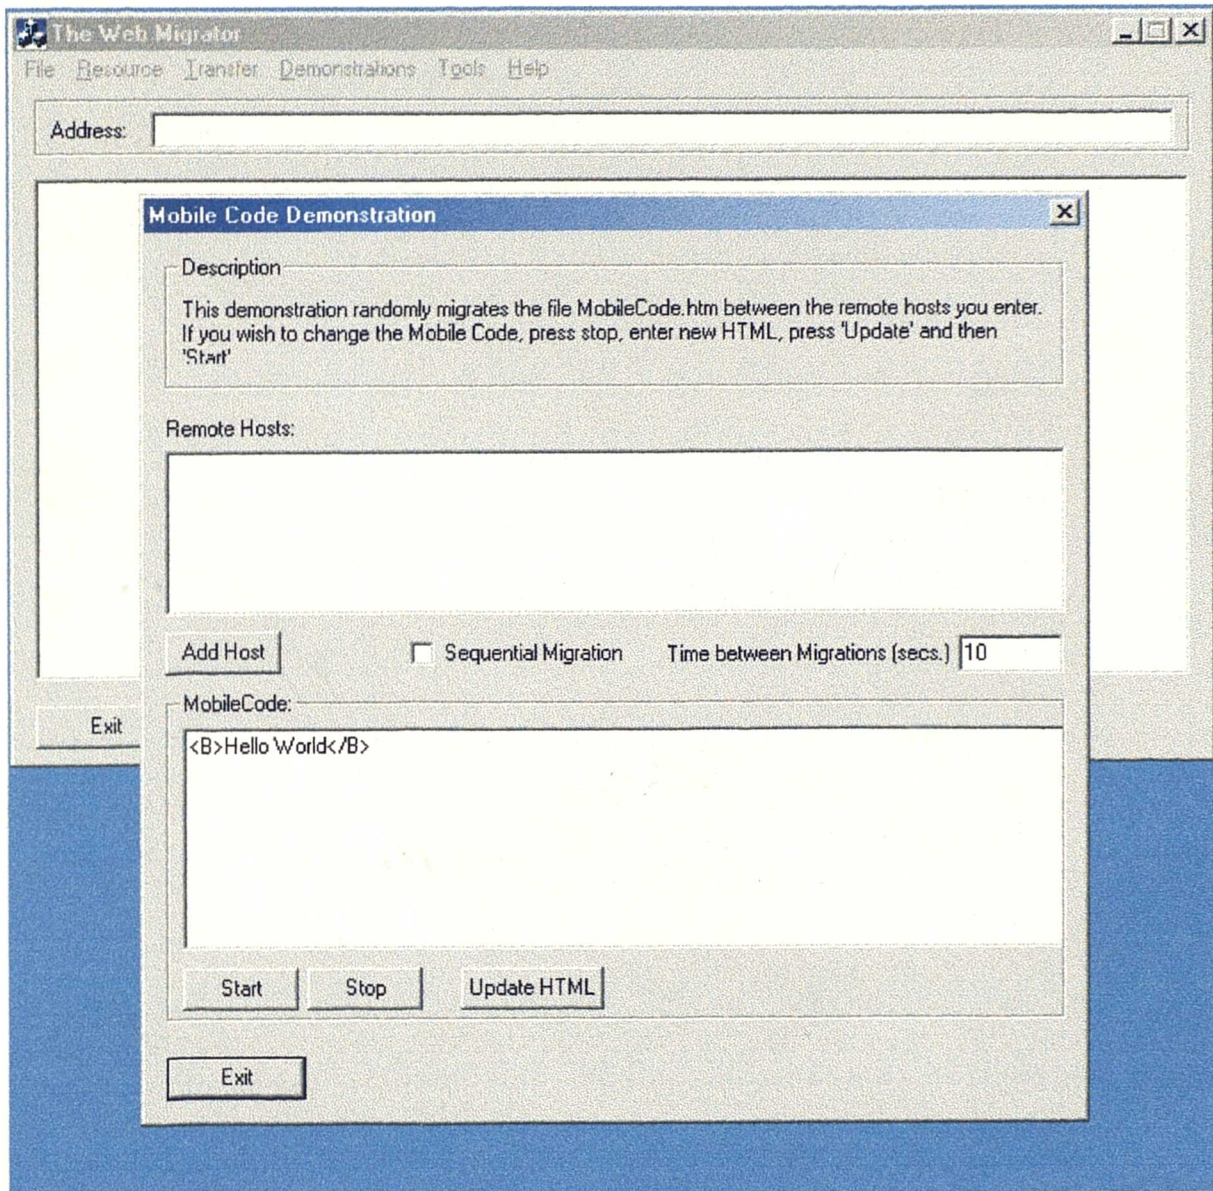 The Web Migrator
File Resource Transfer Demonstrations Tools Help
Address:
Mobile Code Demonstration
Description
This demonstration randomly migrates the file MobileCode.htm between the remote hosts you enter.
If you wish to change the Mobile Code, press stop, enter new HTML, press 'Update' and then
'Start'
Remote Hosts:
Add Host Sequential Migration Time between Migrations (secs.) 10
MobileCode:
Exit
<B>Hello World</B>
Start Stop Update HTML
Exit